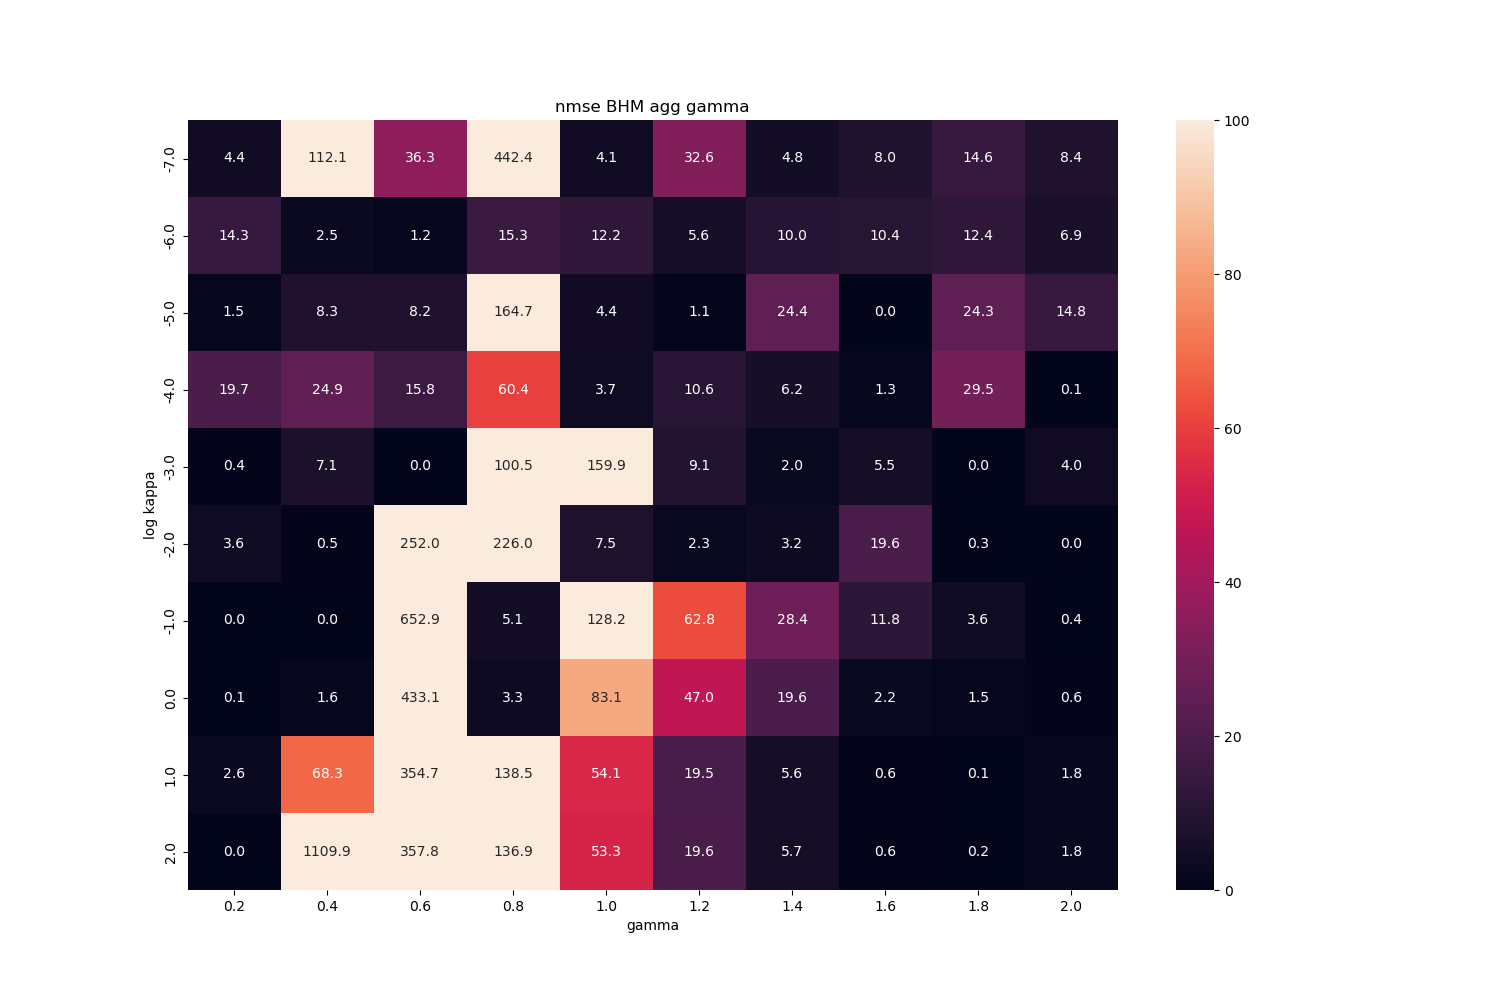 nmse BHM agg gamma
-7.0 4.4 112.1 36.3 442.4 4.1 32.6 4.8 8.0 14.6 8.4
-6.0 14.3 2.5 1.2 15.3 12.2 5.6 10.0 10.4 12.4 6.9
-5.0 1.5 8.3 8.2 164.7 4.4 1.1 24.4 0.0 24.3 14.8
-4.0 19.7 24.9 15.8 60.4 3.7 10.6 6.2 1.3 29.5 0.1
-3.0 0.4 7.1 0.0 100.5 159.9 9.1 2.0 5.5 0.0 4.0
-2.0 3.6 0.5 252.0 226.0 7.5 2.3 3.2 19.6 0.3 0.0
-1.0 0.0 0.0 652.9 5.1 128.2 62.8 28.4 11.8 3.6 0.4
0.0 0.1 1.6 433.1 3.3 83.1 47.0 19.6 2.2 1.5 0.6
1.0 2.6 68.3 354.7 138.5 54.1 19.5 5.6 0.6 0.1 1.8
2.0 0.0 1109.9 357.8 136.9 53.3 19.6 5.7 0.6 0.2 1.8
0.2 0.4 0.6 0.8 1.0 1.2 1.4 1.6 1.8 2.0
gamma
log kappa
100
80
60
40
20
0